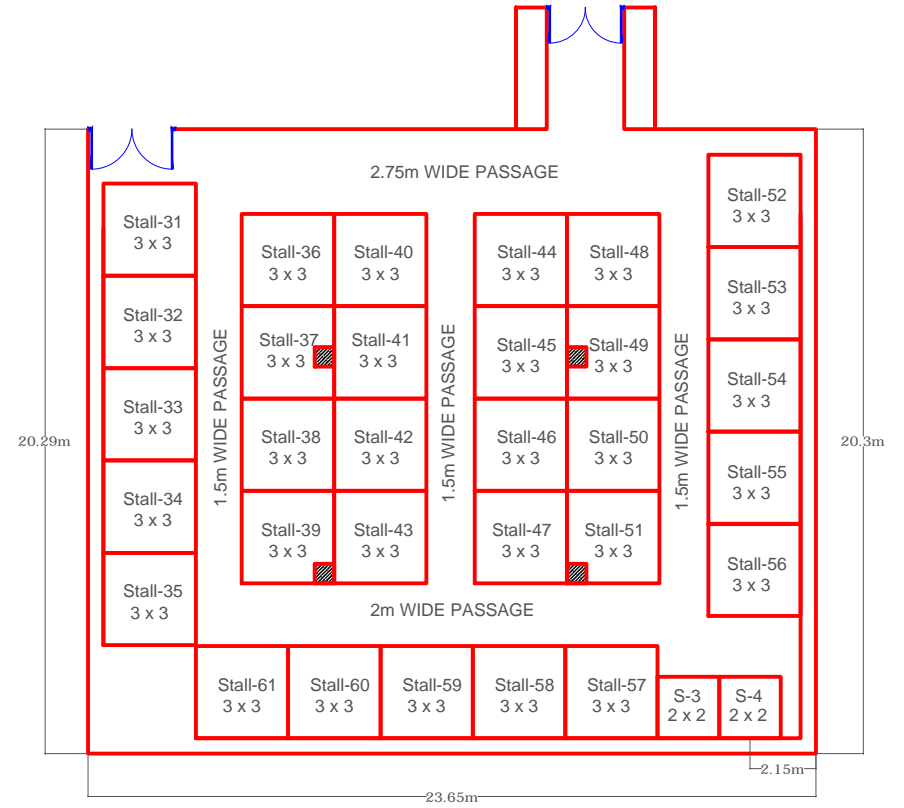 2.75m WIDE PASSAGE
Stall-31
3 x 3
Stall-32
3 x 3
Stall-33
3 x 3
Stall-34
3 x 3
Stall-35
3 x 3
1.5m WIDE PASSAGE
Stall-36
3 x 3
Stall-37
3 x 3
Stall-38
3 x 3
Stall-39
3 x 3
Stall-40
3 x 3
Stall-41
3 x 3
Stall-42
3 x 3
Stall-43
3 x 3
1.5m WIDE PASSAGE
Stall-44
3 x 3
Stall-45
3 x 3
Stall-46
3 x 3
Stall-47
3 x 3
Stall-48
3 x 3
Stall-49
3 x 3
Stall-50
3 x 3
Stall-51
3 x 3
1.5m WIDE PASSAGE
Stall-52
3 x 3
Stall-53
3 x 3
Stall-54
3 x 3
Stall-55
3 x 3
Stall-56
3 x 3
20.29m
20.3m
2m WIDE PASSAGE
Stall-61
3 x 3
Stall-60
3 x 3
Stall-59
3 x 3
Stall-58
3 x 3
Stall-57
3 x 3
S-3
2 x 2
S-4
2 x 2
2.15m
23.65m